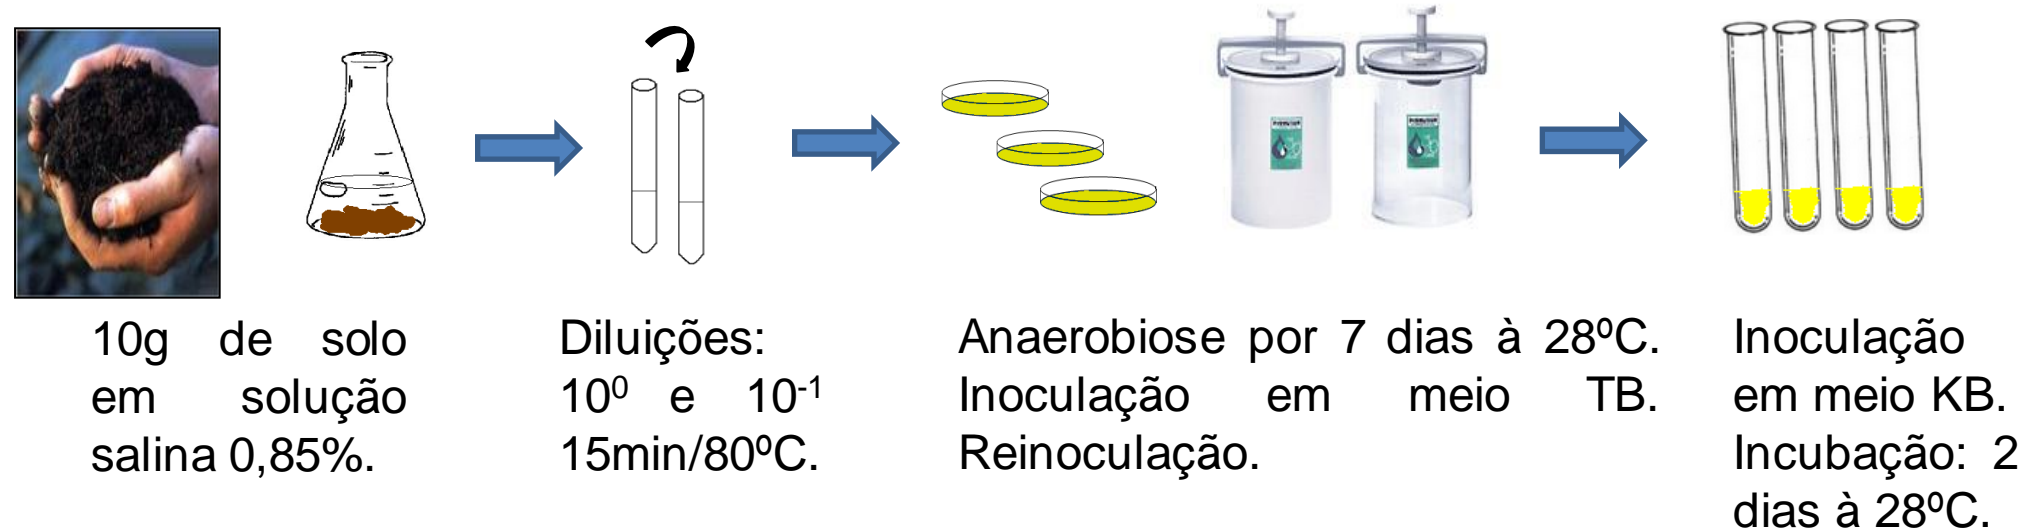 10g de solo
em solução
salina 0,85%.
Diluições:
10⁰ e 10⁻¹
15min/80ºC.
Anaerobiose por 7 dias à 28ºC.
Inoculação em meio TB.
Reinoculação.
Inoculação
em meio KB.
Incubação: 2
dias à 28ºC.